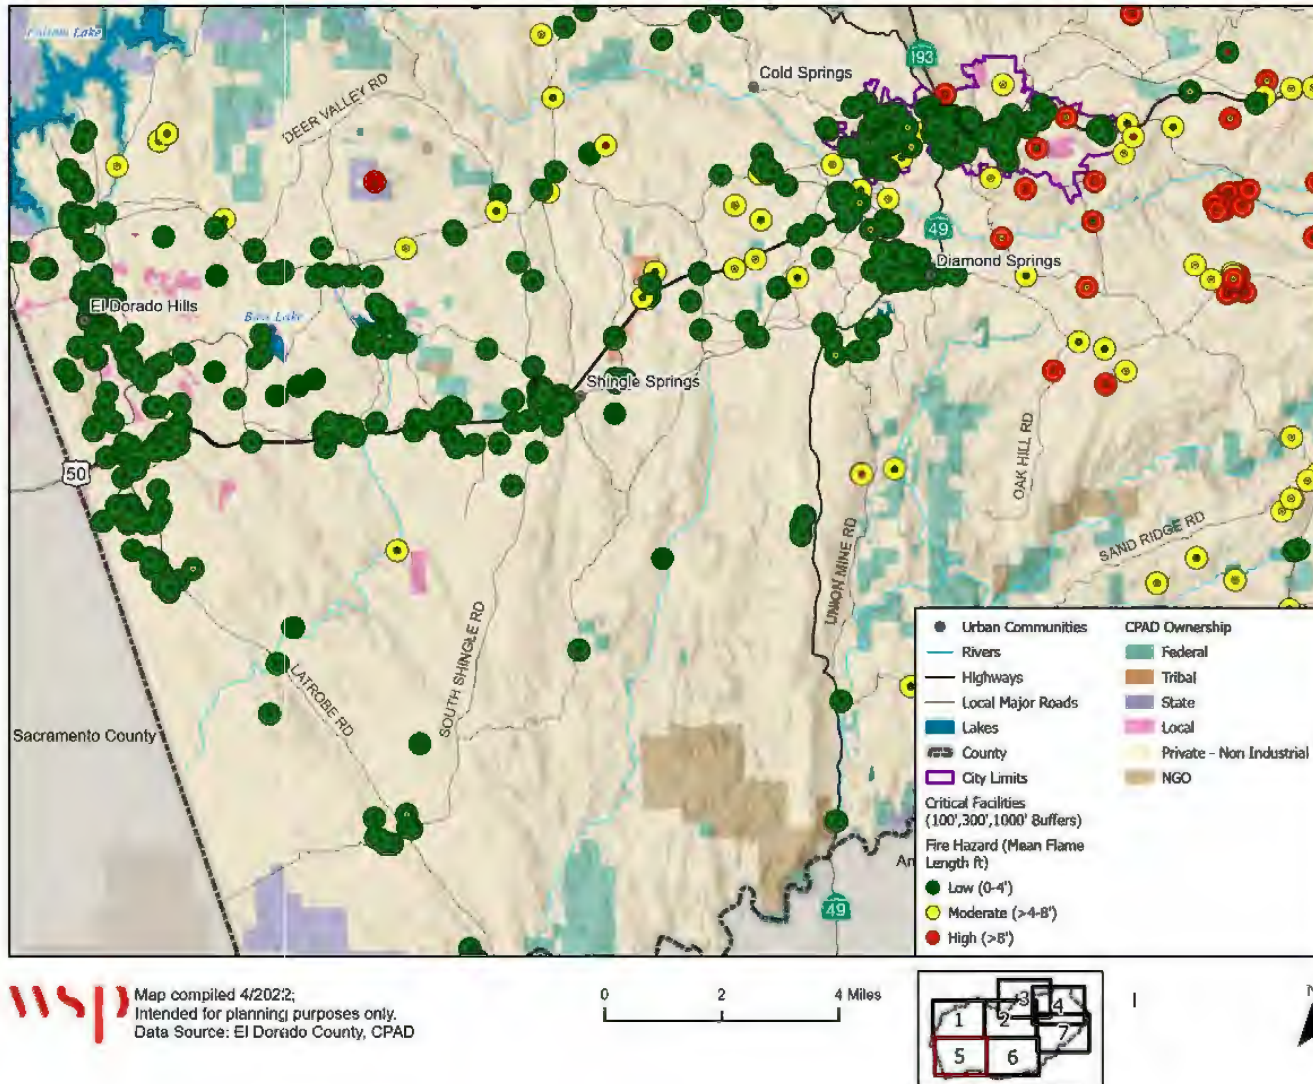 Folsom Lake
193
Cold Springs
DEER VALLEY RD
49
Diamond Springs
El Dorado Hills
Bass Lake
Shingle Springs
50
OAK HILL RD
SAND RIDGE RD
UNION MINE RD
SOUTH SHINGLE RD
LATROBE RD
Sacramento County
Am
49
Urban Communities
Rivers
Highways
Local Major Roads
Lakes
County
City Limits
Critical Facilities
(100',300',1000' Buffers)
Fire Hazard (Mean Flame
Length ft)
Low (0-4')
Moderate (>4-8')
High (>8')
CPAD Ownership
Federal
Tribal
State
Local
Private - Non Industrial
NGO
wsp
Map compiled 4/2022;
Intended for planning purposes only.
Data Source: El Dorado County, CPAD
0 2 4 Miles
1 2 3 4
5 6 7
N